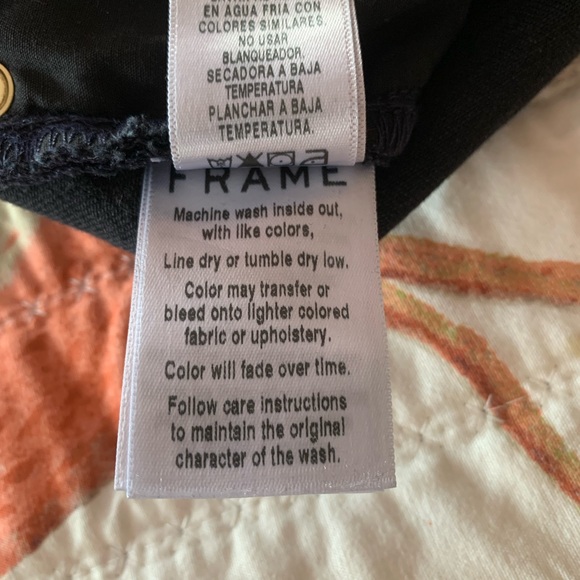 EN AGUA FRIA CON
COLORES SIMILARES
NO USAR
BLANQUEADOR.
SECADORA A BAJA
TEMPERATURA
PLANCHAR A BAJA
TEMPERATURA.
FRAME
Machine wash inside out,
with like colors,
Line dry or tumble dry low.
Color may transfer or
bleed onto lighter colored
fabric or upholstery.
Color will fade over time.
Follow care instructions
to maintain the original
character of the wash.